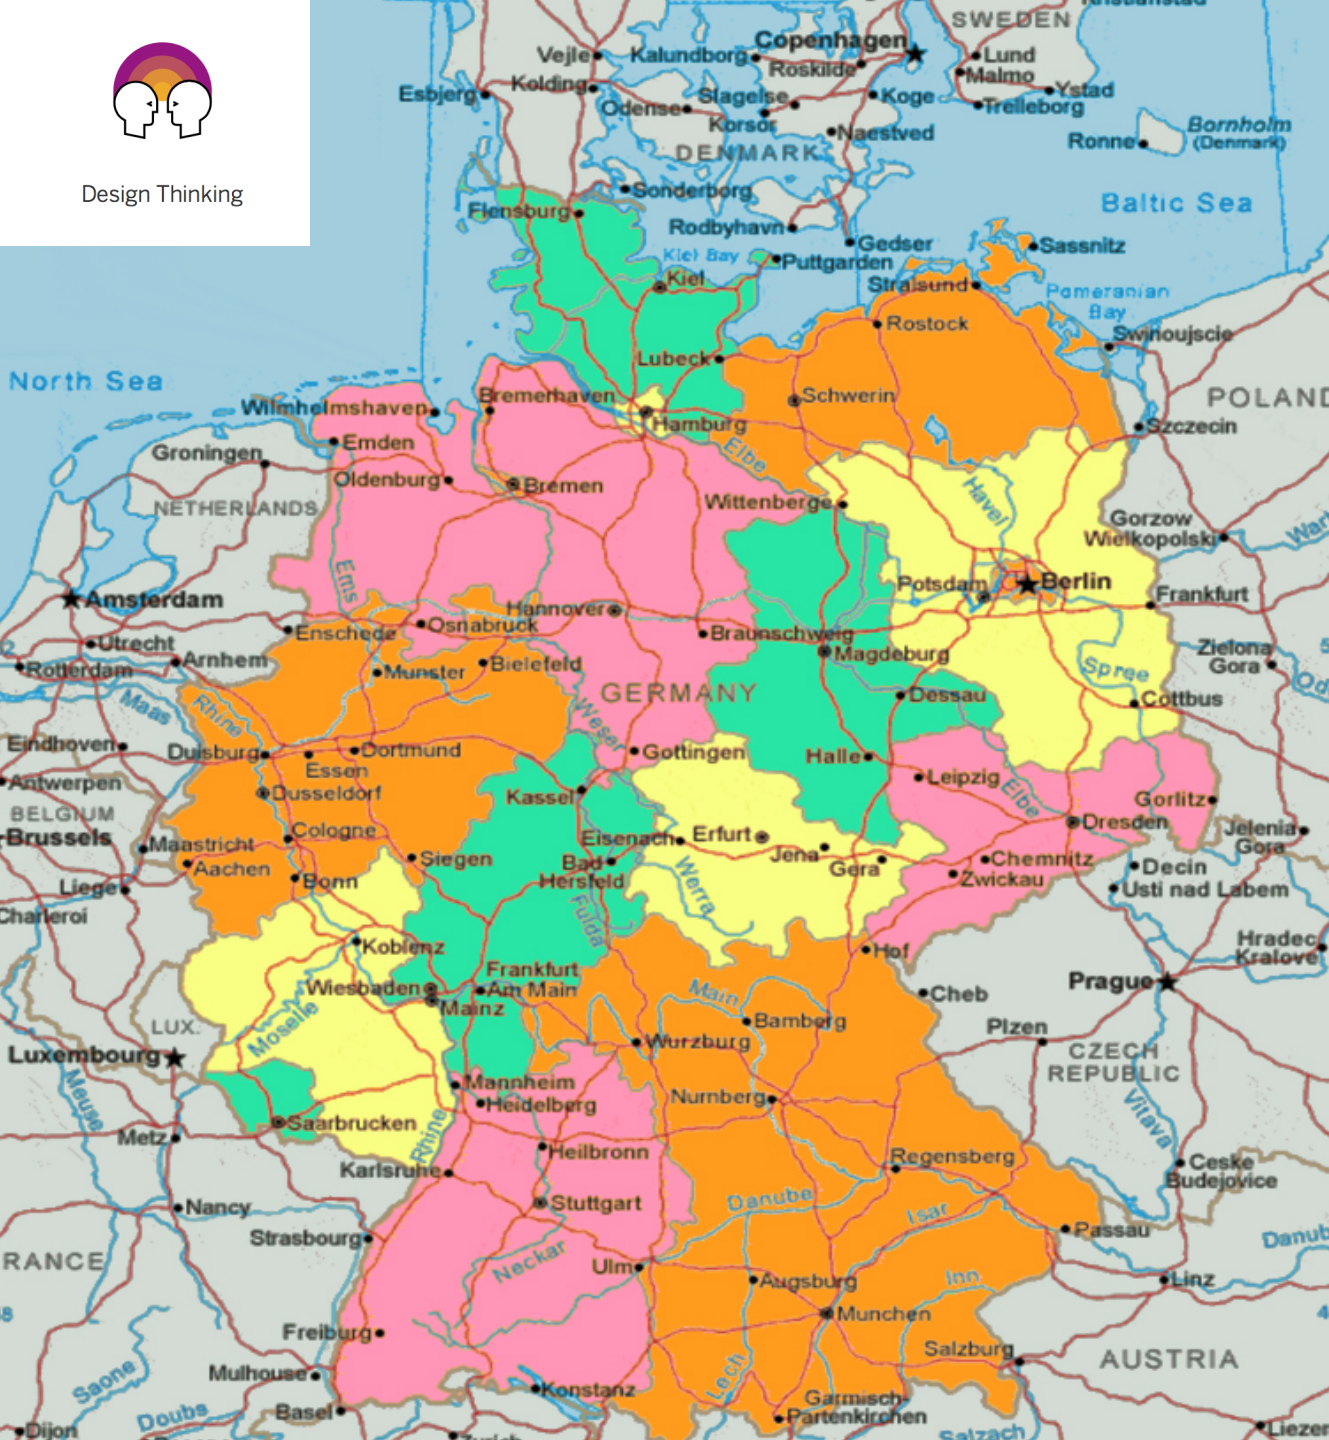 Design Thinking
SWEDEN
Copenhagen
Vejle
Kalundborg
Roskilde
Lund
Malmo
Kolding
Esbjerg
Odense
Slagelse
Koge
Ystad
Trelleborg
Korsor
Naestved
Ronne
Bornholm
(Denmark)
DENMARK
Sonderborg
Baltic Sea
Flensburg
Rodbyhavn
Gedser
Sassnitz
Kiel Bay
Puttgarden
Kiel
Stralsund
Pomeranian
Bay
Rostock
Swinoujscie
Lubeck
North Sea
Schwerin
POLAND
Wilmhelmshaven
Bremerhaven
Hamburg
Szczecin
Emden
Groningen
Elbe
Oldenburg
Bremen
NETHERLANDS
Wittenberge
Havel
Gorzow
Wielkopolski
Ems
Potsdam
Berlin
Amsterdam
Hannover
Frankfurt
Enschede
Osnabruck
Braunschweig
Utrecht
Magdeburg
Zielona
Gora
Rotterdam
Arnhem
Munster
Bielefeld
Spree
GERMANY
Dessau
Cottbus
Maas
Rhine
Weser
Eindhoven
Duisburg
Dortmund
Gottingen
Halle
Essen
Leipzig
Elbe
Antwerpen
Dusseldorf
Kassel
Gorlitz
BELGIUM
Brussels
Cologne
Eisenach
Erfurt
Dresden
Jelenia
Gora
Maastricht
Siegen
Bad
Hersfeld
Jena
Gera
Chemnitz
Decin
Aachen
Bonn
Werra
Zwickau
Liege
Usti nad Labem
Charleroi
Fulda
Koblenz
Hof
Hradec
Kralove
Frankfurt
Am Main
Wiesbaden
Mainz
Main
Prague
Cheb
LUX.
Moselle
Bamberg
Plzen
Wurzburg
Luxembourg
CZECH
REPUBLIC
Mannheim
Heidelberg
Nurnberg
Meuse
Saarbrucken
Rhine
Vitava
Metz
Heilbronn
Regensberg
Karlsruhe
Ceske
Budejovice
Nancy
Stuttgart
Danube
Isar
Strasbourg
Passau
Danub
RANCE
Neckar
Ulm
Augsburg
Inn
Linz
Munchen
Freiburg
Salzburg
AUSTRIA
Mulhouse
Lech
Saone
Konstanz
Garmisch-
Partenkirchen
Basel
Doubs
Dijon
Salzach
Liezen